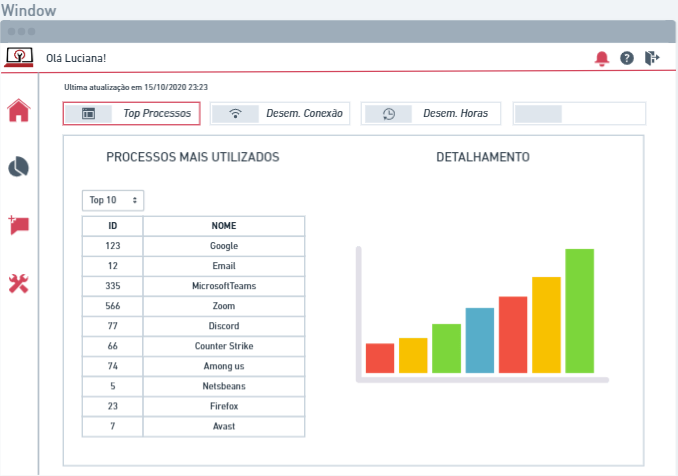 Window
Olá Luciana!
Ultima atualização em 15/10/2020 23:23
Top Processos
Desem. Conexão
Desem. Horas
PROCESSOS MAIS UTILIZADOS
DETALHAMENTO
Top 10
ID NOME
123 Google
12 Email
335 MicrosoftTeams
566 Zoom
77 Discord
66 Counter Strike
74 Among us
5 Netsbeans
23 Firefox
7 Avast